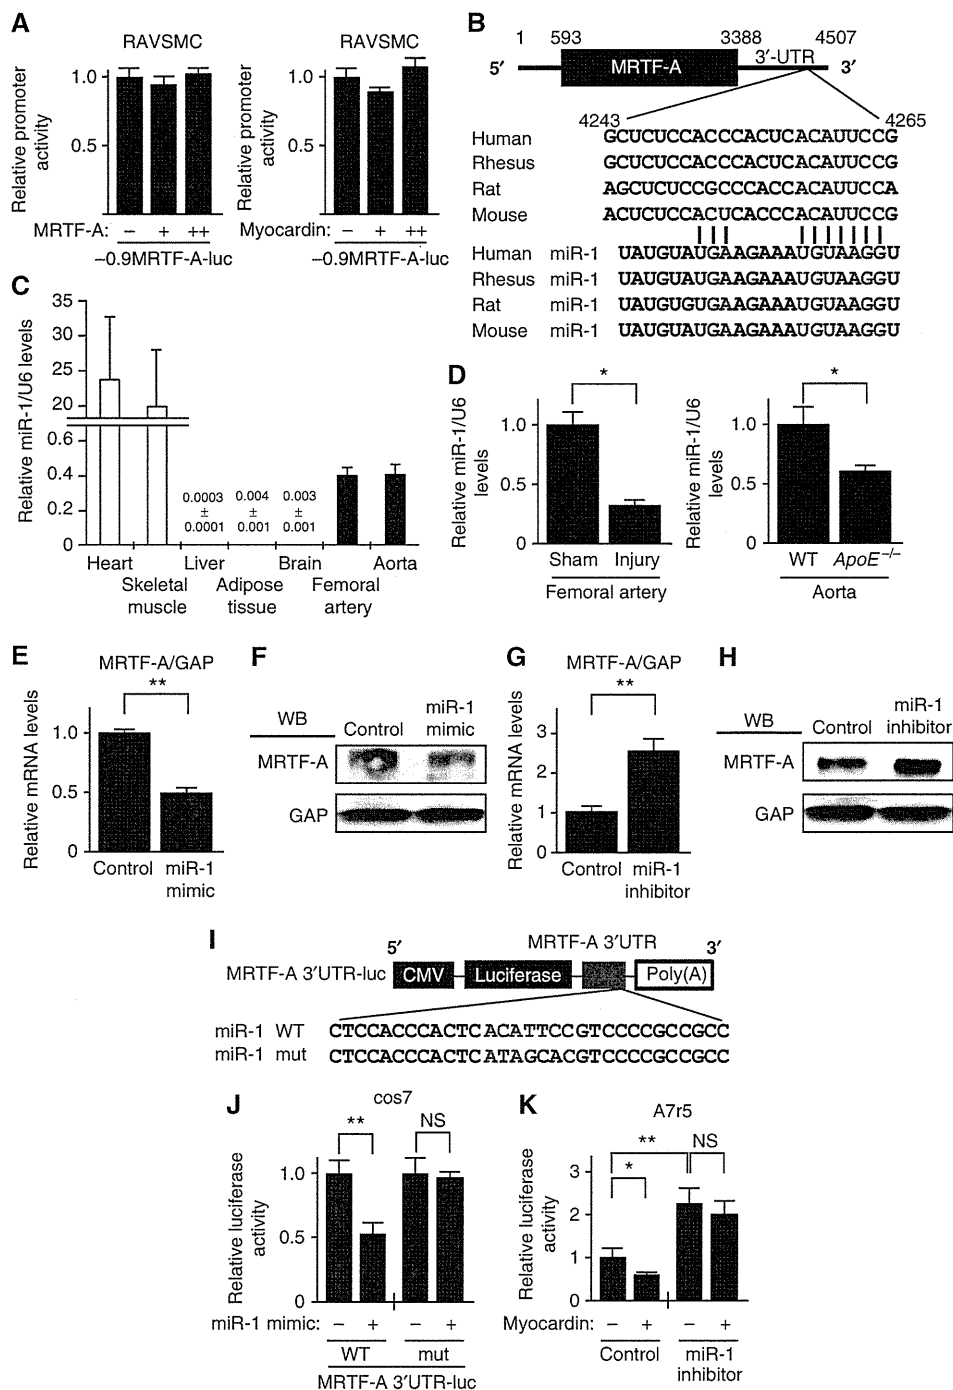 A
RAVSMC
RAVSMC
Relative promoter activity
1.0
0.5
MRTF-A: – + ++
–0.9MRTF-A-luc
Relative promoter activity
1.0
0.5
Myocardin: – + ++
–0.9MRTF-A-luc
B
1 593 3388 4507
5′ MRTF-A 3′-UTR 3′
4243 4265
Human GCUCUCCACCCACUCACAUUCCG
Rhesus GCUCUCCACCCACUCACAUUCCG
Rat AGCUCUCCGCCCACCACAUUCCA
Mouse ACUCUCCACUCACCCACAUUCCG
Human miR-1 UAUGUAUGAAGAAAUGUAAGGU
Rhesus miR-1 UAUGUAUGAAGAAAUGUAAGGU
Rat miR-1 UAUGUGUGAAGAAAUGUAAGGU
Mouse miR-1 UAUGUAUGAAGAAAUGUAAGGU
C
Relative miR-1/U6 levels
35
30
25
20
0.6
0.4
0.2
0
0.0003 ± 0.0001
0.004 ± 0.001
0.003 ± 0.001
Heart Liver Brain Aorta
Skeletal muscle Adipose tissue Femoral artery
D
Relative miR-1/U6 levels
1.0
0.5
0
*
Sham Injury
Femoral artery
Relative miR-1/U6 levels
1.0
0.5
0
*
WT ApoE–/–
Aorta
E
MRTF-A/GAP
**
Relative mRNA levels
1.0
0.5
0
Control miR-1 mimic
F
WB Control miR-1 mimic
MRTF-A
GAP
G
MRTF-A/GAP
**
Relative mRNA levels
3
2
1
0
Control miR-1 inhibitor
H
WB Control miR-1 inhibitor
MRTF-A
GAP
I
5′ MRTF-A 3′UTR 3′
MRTF-A 3′UTR-luc CMV Luciferase Poly(A)
miR-1 WT CTCCACCCACTCACATTCCGTCCCCGCCGCC
miR-1 mut CTCCACCCACTCATAGCACGTCCCCGCCGCC
J
cos7
** NS
Relative luciferase activity
1.0
0.5
0
miR-1 mimic: – + – +
WT mut
MRTF-A 3′UTR-luc
K
A7r5
** NS
*
Relative luciferase activity
3
2
1
0
Myocardin: – + – +
Control miR-1 inhibitor